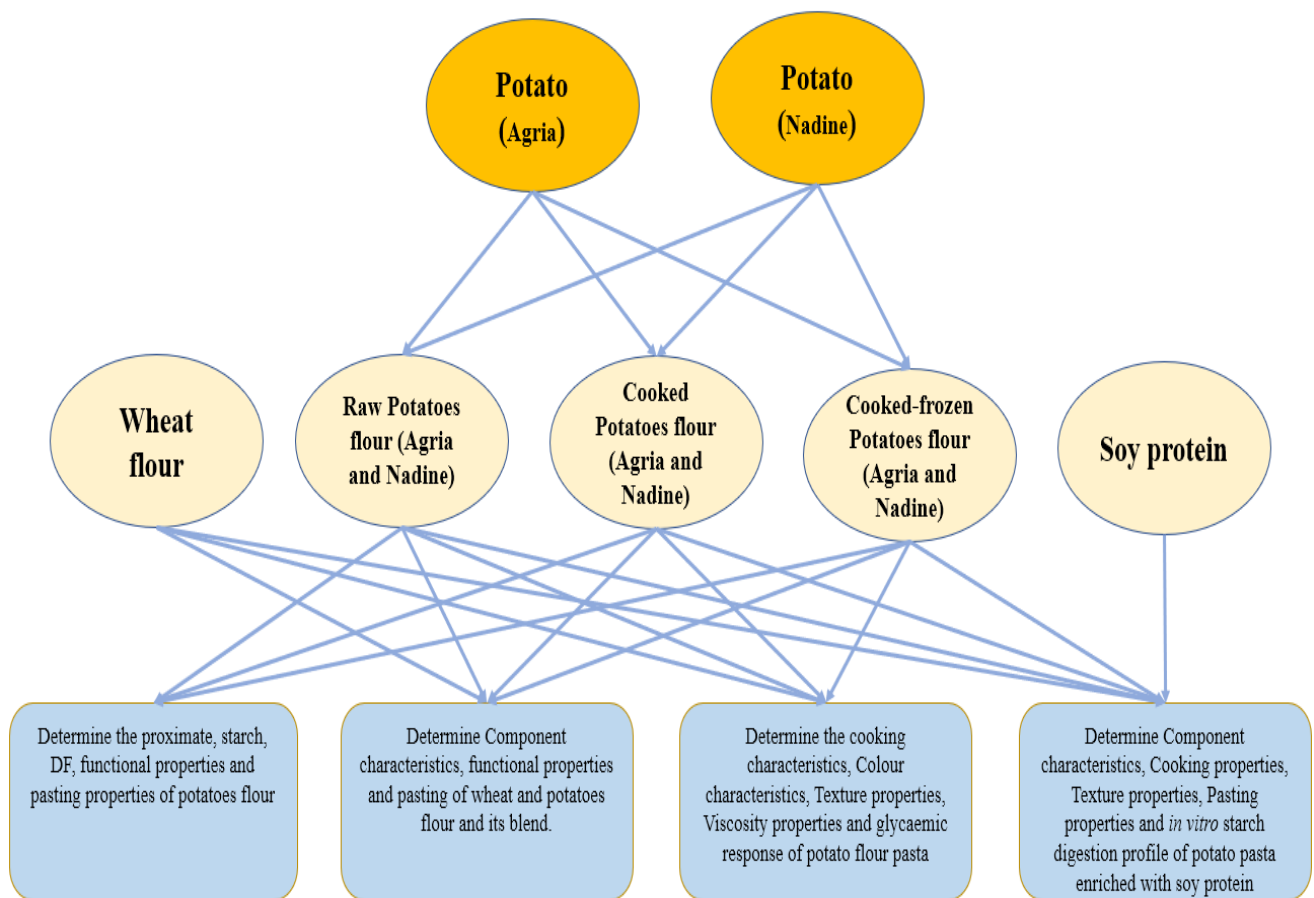 Potato
(Agria)
Potato
(Nadine)
Wheat
flour
Raw Potatoes
flour (Agria
and Nadine)
Cooked
Potatoes flour
(Agria and
Nadine)
Cooked-frozen
Potatoes flour
(Agria and
Nadine)
Soy protein
Determine the proximate, starch,
DF, functional properties and
pasting properties of potatoes flour
Determine Component
characteristics, functional properties
and pasting of wheat and potatoes
flour and its blend.
Determine the cooking
characteristics, Colour
characteristics, Texture properties,
Viscosity properties and glycaemic
response of potato flour pasta
Determine Component
characteristics, Cooking properties,
Texture properties, Pasting
properties and in vitro starch
digestion profile of potato pasta
enriched with soy protein